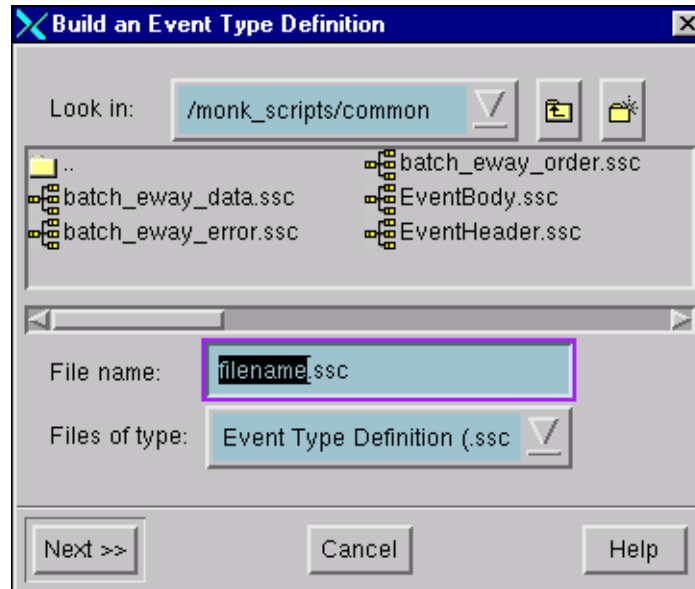 Build an Event Type Definition
Look in: /monk_scripts/common
.. batch_eway_order.ssc
batch_eway_data.ssc EventBody.ssc
batch_eway_error.ssc EventHeader.ssc
File name: filename.ssc
Files of type: Event Type Definition (.ssc
Next >> Cancel Help